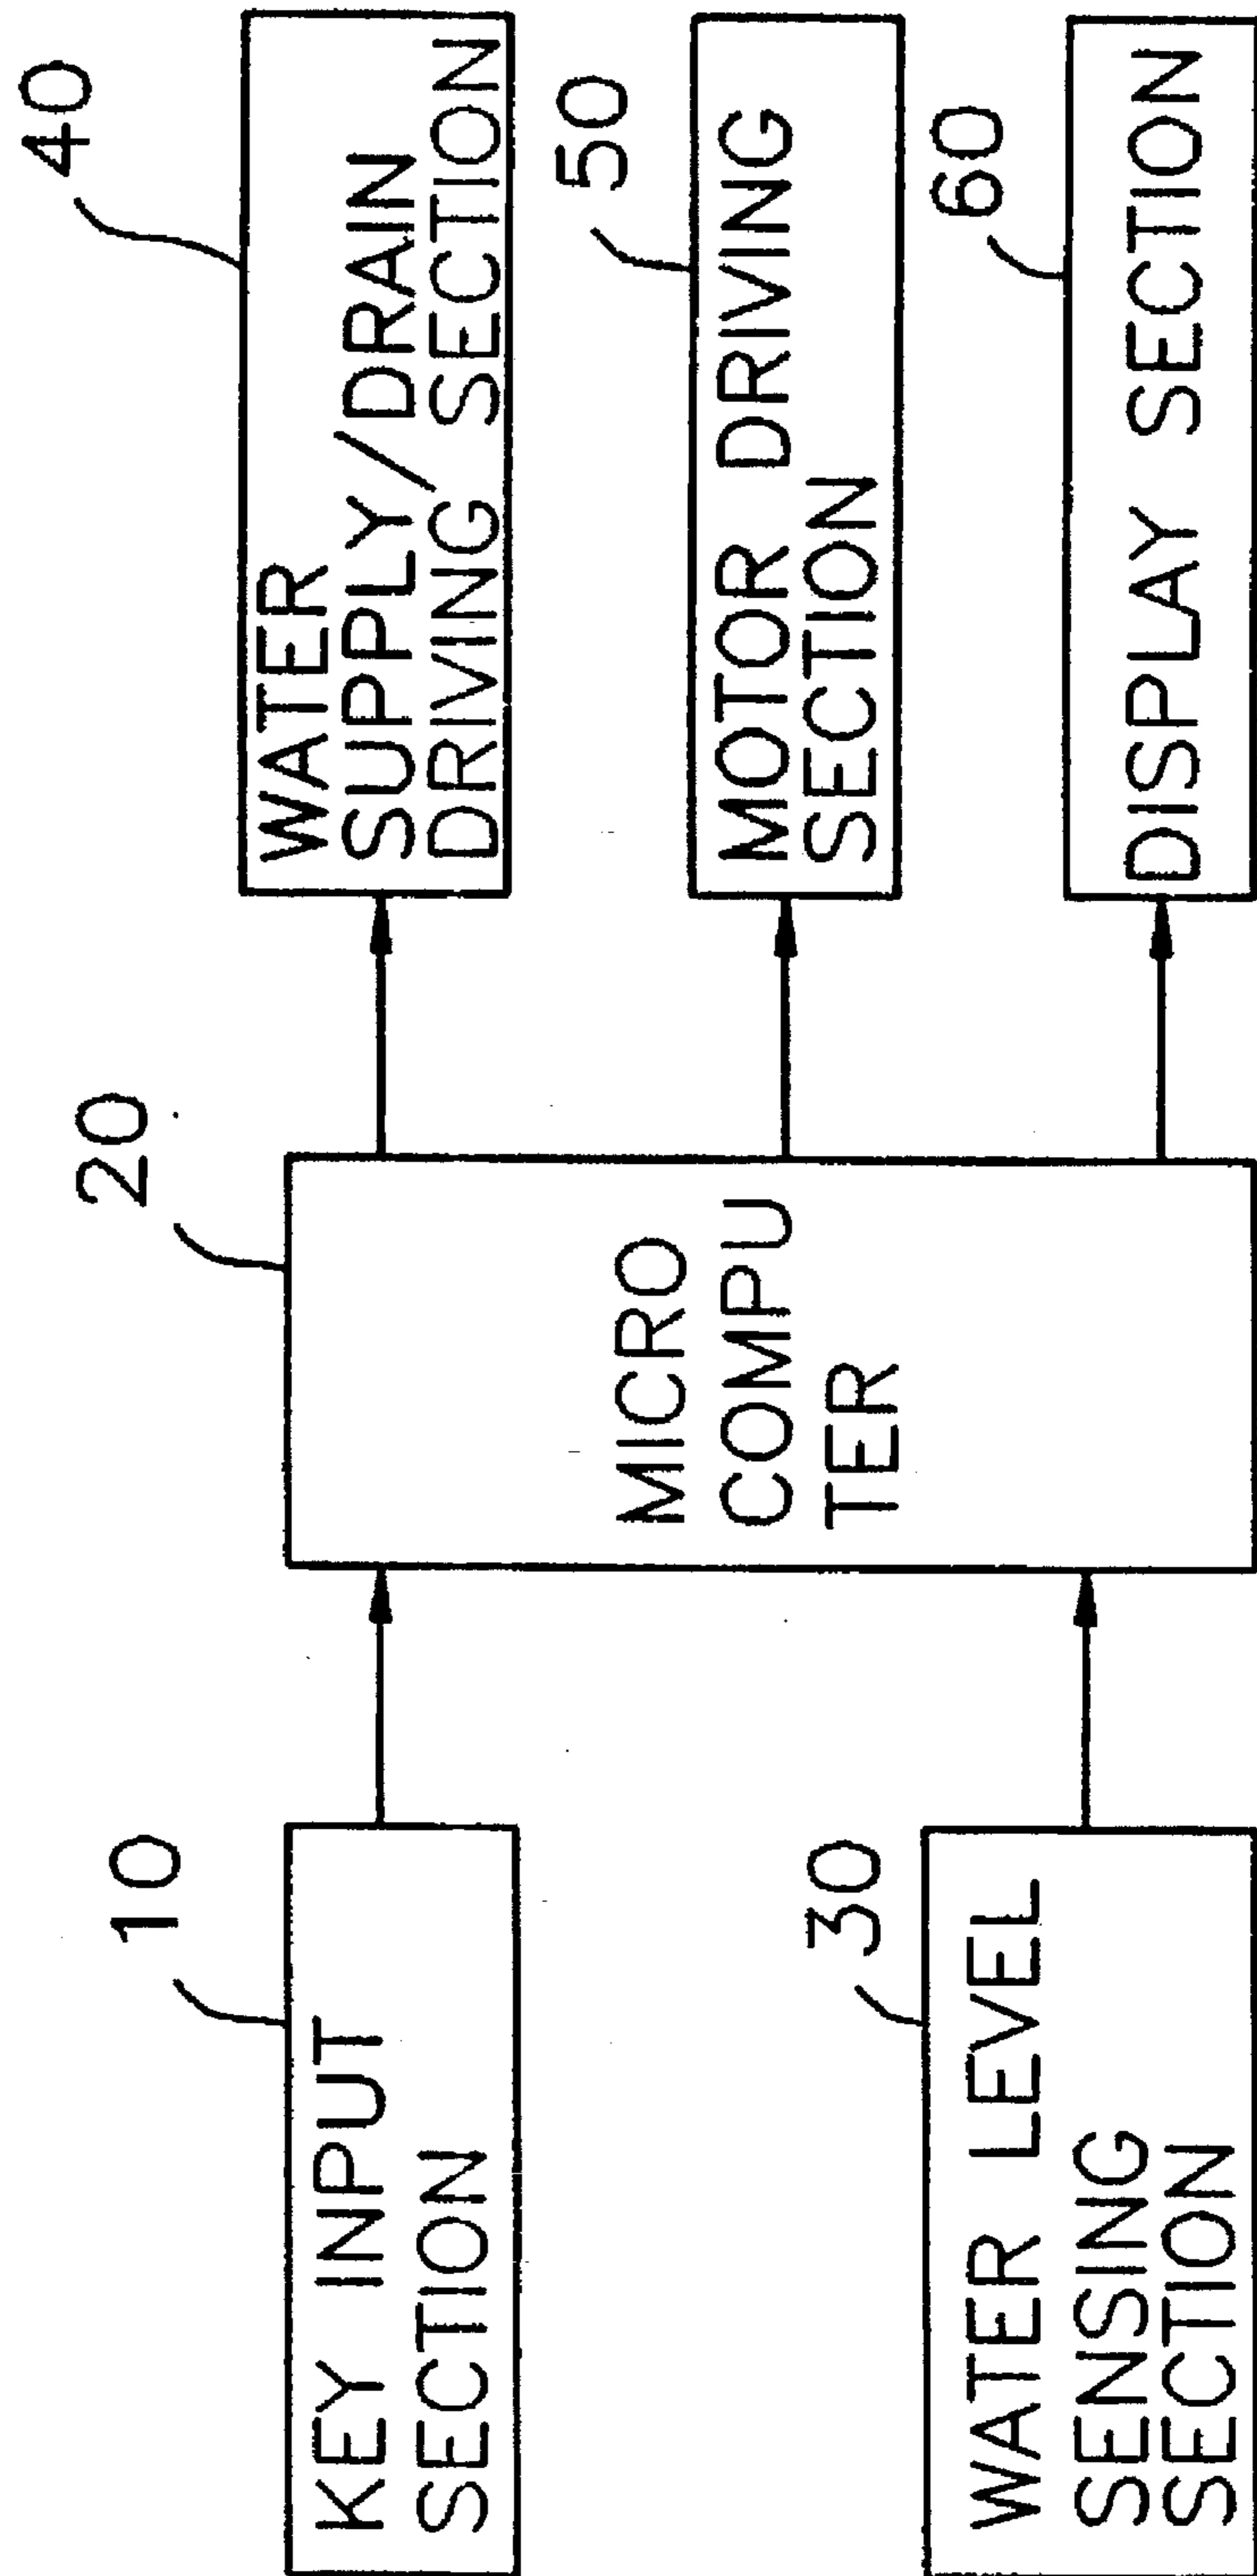 10
KEY INPUT
SECTION
30
WATER LEVEL
SENSING
SECTION
20
MICRO
COMPU
TER
40
WATER
SUPPLY/DRAIN
DRIVING SECTION
50
MOTOR DRIVING
SECTION
60
DISPLAY SECTION